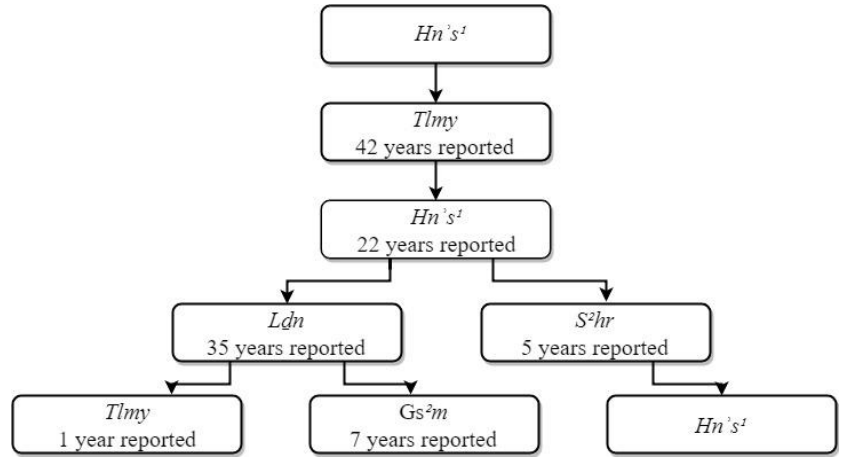 Hnʾs¹
Tlmy
42 years reported
Hnʾs¹
22 years reported
Lḏn
35 years reported
S²hr
5 years reported
Tlmy
1 year reported
Gs²m
7 years reported
Hnʾs¹